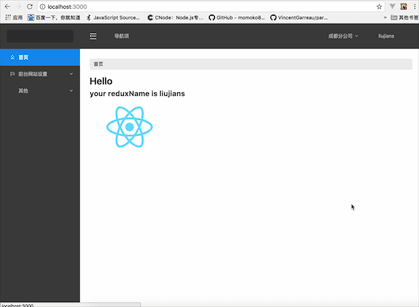 localhost:3000
应用
百度一下，你就知道
JavaScript Source...
CNode: Node.js专...
GitHub – momoko8...
VincentGarreau/par...
其他书签
导航项
成都分公司
liujians
首页
前台网站设置
其他
首页
Hello
your reduxName is liujians
localhost:3000